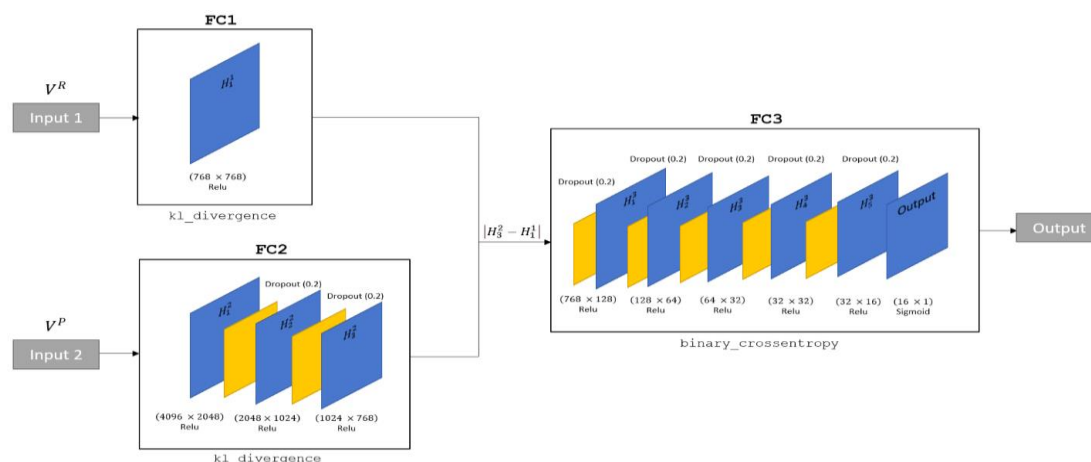 FC1
V^R
Input 1
H_1^1
(768 × 768)
Relu
kl_divergence
FC2
V^P
Input 2
Dropout (0.2)
Dropout (0.2)
H_1^2
H_2^2
H_3^2
(4096 × 2048)
Relu
(2048 × 1024)
Relu
(1024 × 768)
Relu
kl_divergence
|H_3^2 − H_1^1|
FC3
Dropout (0.2)
Dropout (0.2)
Dropout (0.2)
Dropout (0.2)
Dropout (0.2)
H_1^3
H_2^3
H_3^3
H_4^3
H_5^3
Output
(768 × 128)
Relu
(128 × 64)
Relu
(64 × 32)
Relu
(32 × 32)
Relu
(32 × 16)
Relu
(16 × 1)
Sigmoid
binary_crossentropy
Output